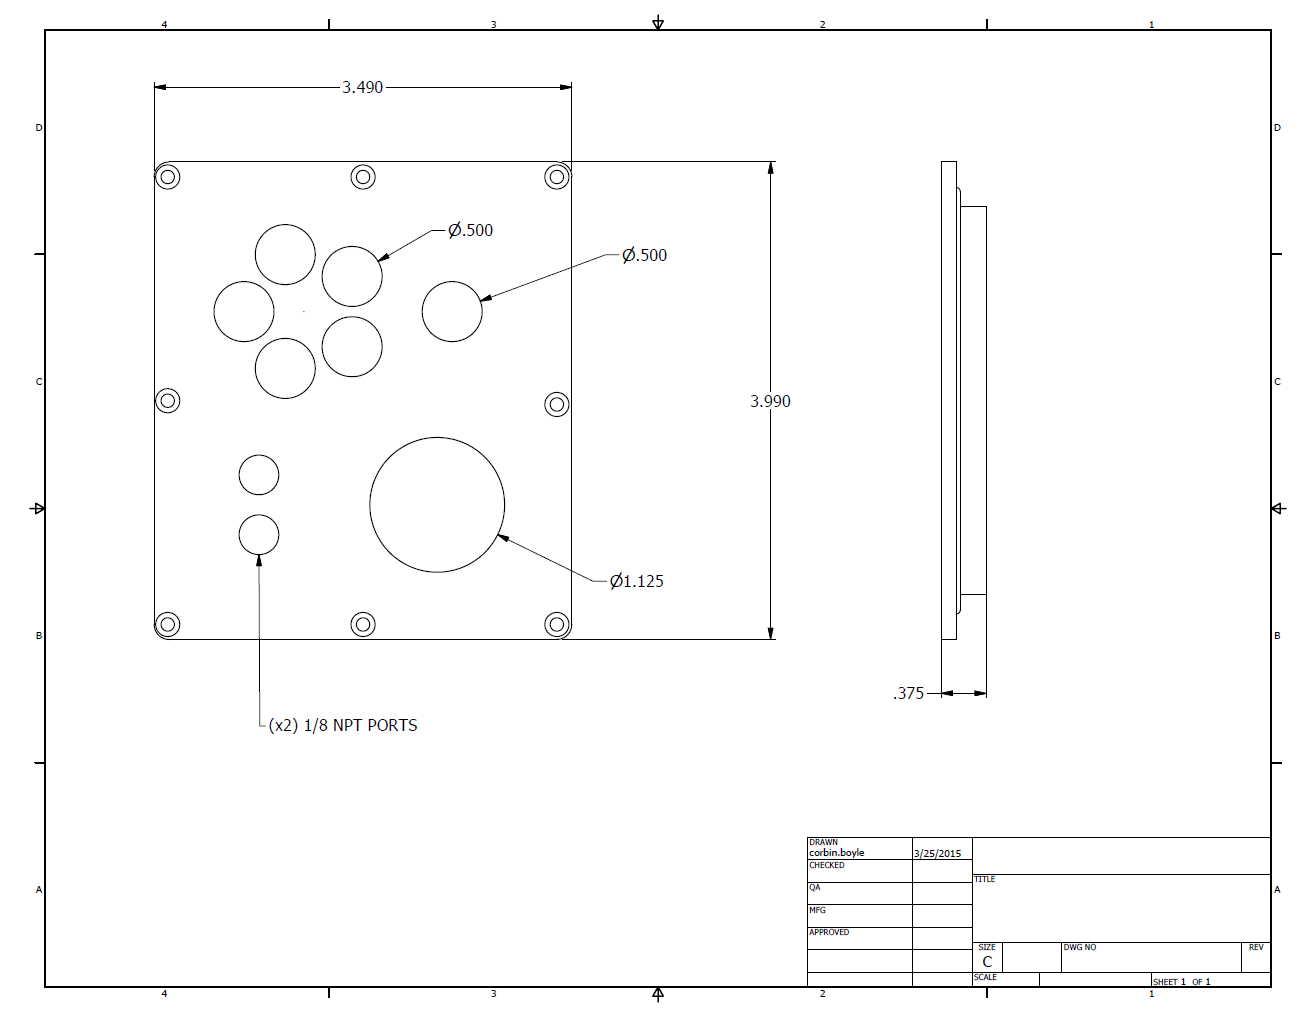 4 3 2 1
3.490
D D
Ø.500
Ø.500
C C
3.990
Ø1.125
B B
.375
(x2) 1/8 NPT PORTS
DRAWN
corbin.boyle 3/25/2015
CHECKED
TITLE
QA
A A
MFG
APPROVED
SIZE DWG NO REV
C
SCALE
SHEET 1 OF 1
4 3 2 1